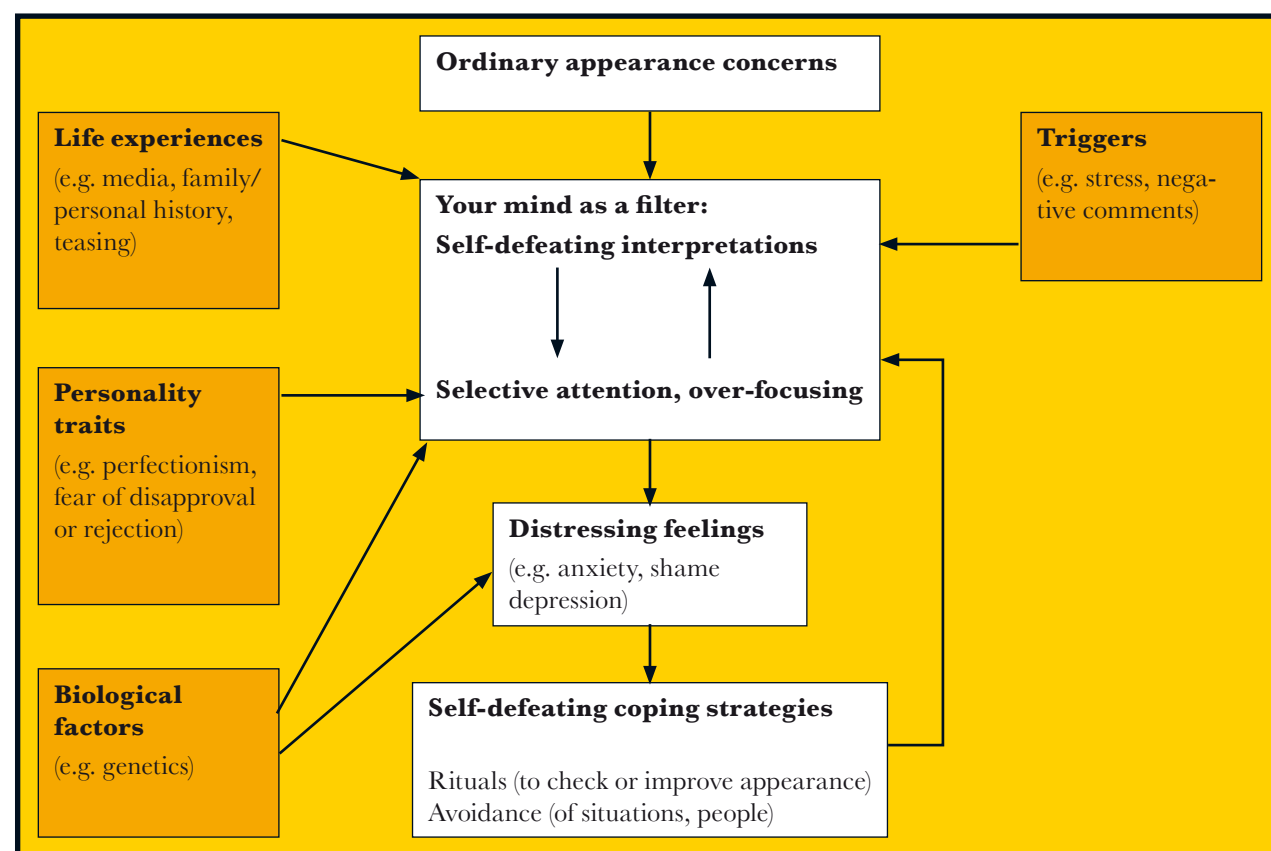 Ordinary appearance concerns
Life experiences
(e.g. media, family/
personal history,
teasing)
Triggers
(e.g. stress, nega-
tive comments)
Your mind as a filter:
Self-defeating interpretations
Selective attention, over-focusing
Personality
traits
(e.g. perfectionism,
fear of disapproval
or rejection)
Distressing feelings
(e.g. anxiety, shame
depression)
Biological
factors
(e.g. genetics)
Self-defeating coping strategies
Rituals (to check or improve appearance)
Avoidance (of situations, people)